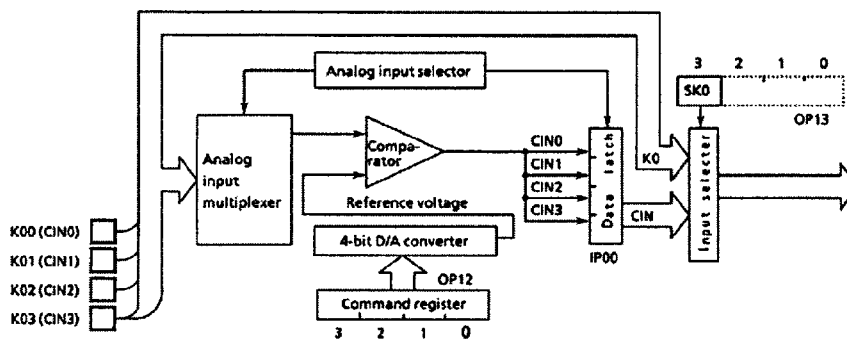 3 2 1 0
Analog input selector
SK0
OP13
Analog
input
multiplexer
Compa-
rator
CIN0
CIN1
CIN2
CIN3
Data latch
K0
CIN
Input selecter
Reference voltage
K00 (CIN0)
K01 (CIN1)
K02 (CIN2)
K03 (CIN3)
4-bit D/A converter
IP00
OP12
Command register
3 2 1 0